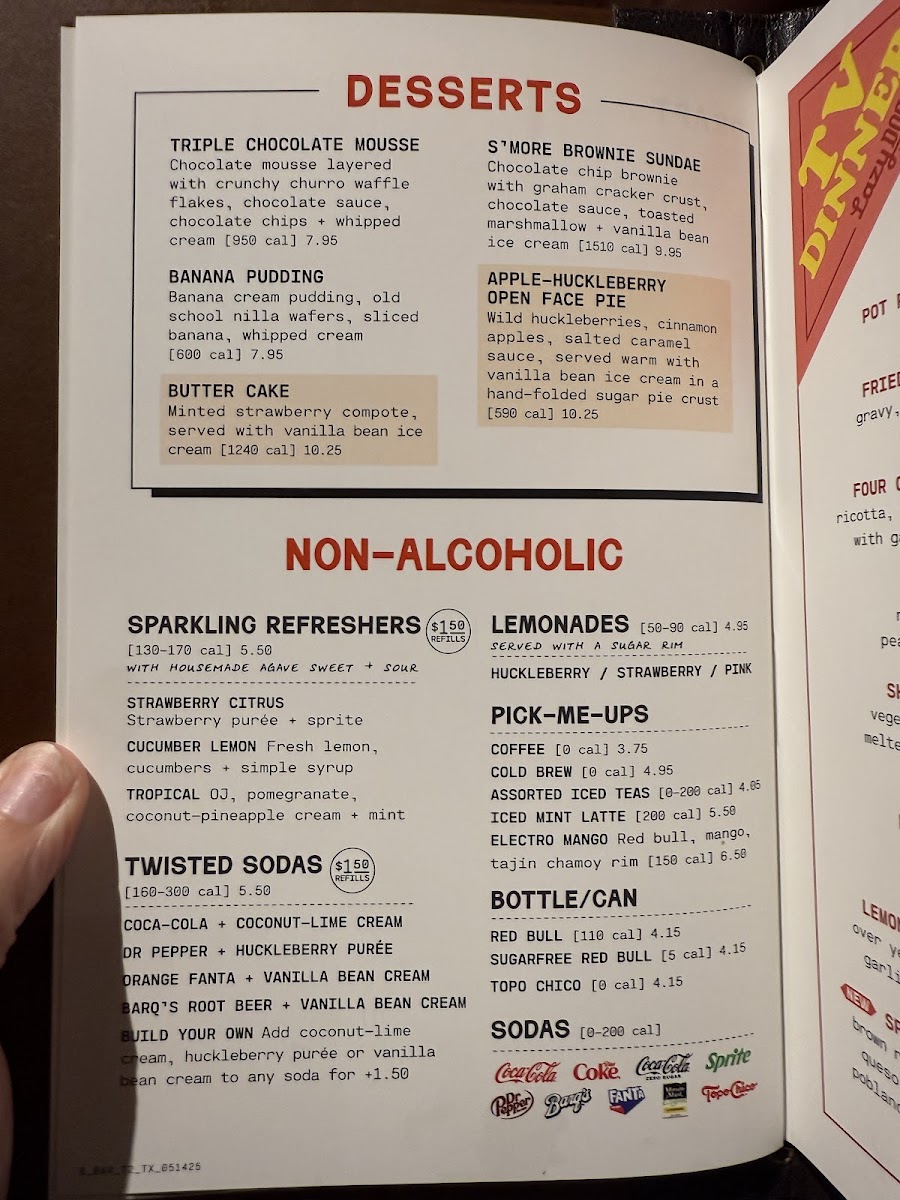 DESSERTS
TRIPLE CHOCOLATE MOUSSE
Chocolate mousse layered
with crunchy churro waffle
flakes, chocolate sauce,
chocolate chips + whipped
cream [950 cal] 7.95
BANANA PUDDING
Banana cream pudding, old
school nilla wafers, sliced
banana, whipped cream
[600 cal] 7.95
BUTTER CAKE
Minted strawberry compote,
served with vanilla bean ice
cream [1240 cal] 10.25
S'MORE BROWNIE SUNDAE
Chocolate chip brownie
with graham cracker crust,
chocolate sauce, toasted
marshmallow + vanilla bean
ice cream [1510 cal] 9.95
APPLE-HUCKLEBERRY
OPEN FACE PIE
Wild huckleberries, cinnamon
apples, salted caramel
sauce, served warm with
vanilla bean ice cream in a
hand-folded sugar pie crust
[590 cal] 10.25
NON-ALCOHOLIC
SPARKLING REFRESHERS $1.50 REFILLS
[130-170 cal] 5.50
WITH HOUSEMADE AGAVE SWEET + SOUR
STRAWBERRY CITRUS
Strawberry purée + sprite
CUCUMBER LEMON Fresh lemon,
cucumbers + simple syrup
TROPICAL OJ, pomegranate,
coconut-pineapple cream + mint
TWISTED SODAS $1.50 REFILLS
[160-300 cal] 5.50
COCA-COLA + COCONUT-LIME CREAM
DR PEPPER + HUCKLEBERRY PURÉE
ORANGE FANTA + VANILLA BEAN CREAM
BARQ'S ROOT BEER + VANILLA BEAN CREAM
BUILD YOUR OWN Add coconut-lime
cream, huckleberry purée or vanilla
bean cream to any soda for +1.50
LEMONADES [50-90 cal] 4.95
SERVED WITH A SUGAR RIM
HUCKLEBERRY / STRAWBERRY / PINK
PICK-ME-UPS
COFFEE [0 cal] 3.75
COLD BREW [0 cal] 4.95
ASSORTED ICED TEAS [0-200 cal] 4.05
ICED MINT LATTE [200 cal] 5.50
ELECTRO MANGO Red bull, mango,
tajin chamoy rim [150 cal] 6.50
BOTTLE/CAN
RED BULL [110 cal] 4.15
SUGARFREE RED BULL [5 cal] 4.15
TOPO CHICO [0 cal] 4.15
SODAS [0-200 cal]
Coca-Cola Diet Coke Coca-Cola ZERO SUGAR Sprite
Dr Pepper Barq's FANTA Minute Maid Topo Chico
TX_051425
TV
DINNER
Lazy Dog
POT
FRIED
gravy,
FOUR
ricotta,
with
vege
melte
LEMON
over
garli
NEW
brown
queso
poblan